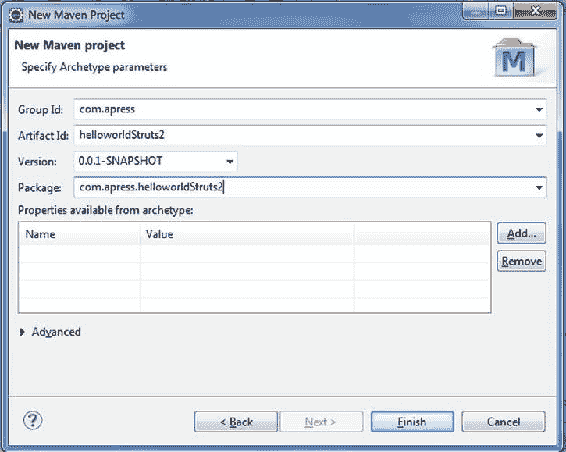 New Maven Project
New Maven project
Specify Archetype parameters
M
Group Id: com.apress
Artifact Id: helloworldStruts2
Version: 0.0.1-SNAPSHOT
Package: com.apress.helloworldStruts2
Properties available from archetype:
Name Value
Add...
Remove
Advanced
?
< Back Next > Finish Cancel